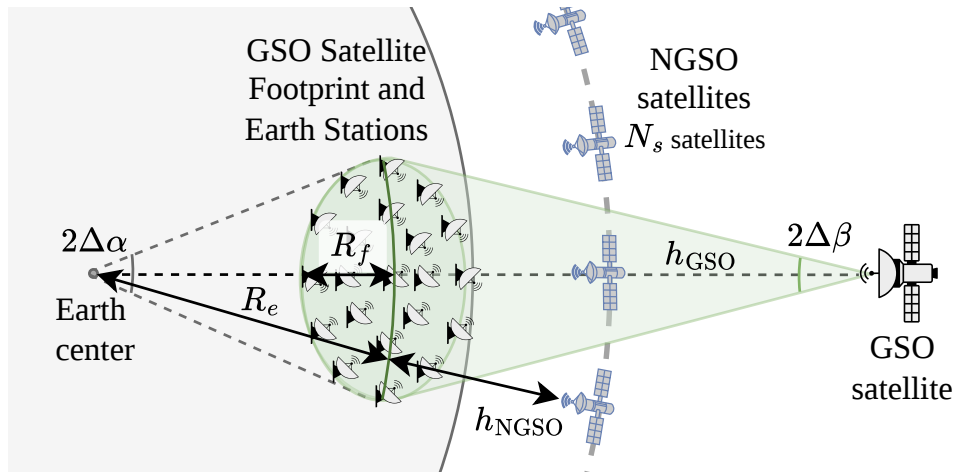 GSO Satellite
Footprint and
Earth Stations
NGSO
satellites
N_s satellites
2Δα
R_f
2Δβ
h_GSO
R_e
Earth
center
GSO
satellite
h_NGSO